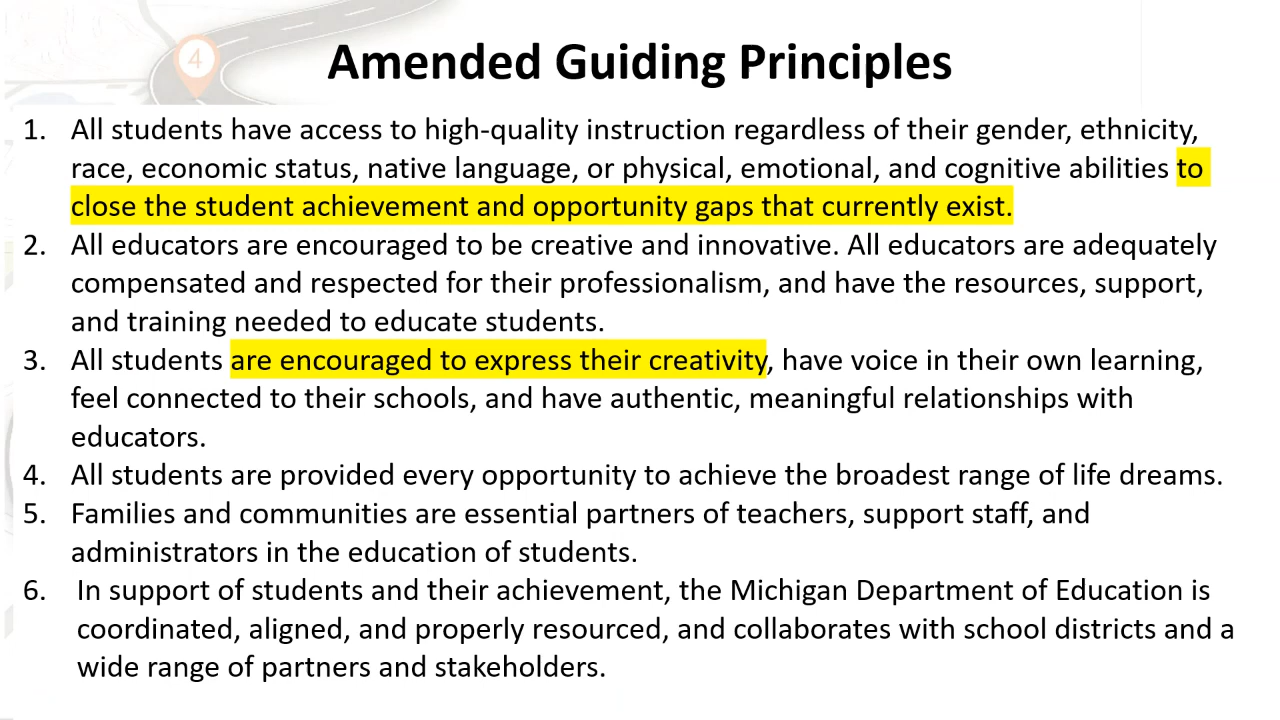 4
Amended Guiding Principles
1. All students have access to high-quality instruction regardless of their gender, ethnicity,
race, economic status, native language, or physical, emotional, and cognitive abilities to
close the student achievement and opportunity gaps that currently exist.
2. All educators are encouraged to be creative and innovative. All educators are adequately
compensated and respected for their professionalism, and have the resources, support,
and training needed to educate students.
3. All students are encouraged to express their creativity, have voice in their own learning,
feel connected to their schools, and have authentic, meaningful relationships with
educators.
4. All students are provided every opportunity to achieve the broadest range of life dreams.
5. Families and communities are essential partners of teachers, support staff, and
administrators in the education of students.
6. In support of students and their achievement, the Michigan Department of Education is
coordinated, aligned, and properly resourced, and collaborates with school districts and a
wide range of partners and stakeholders.